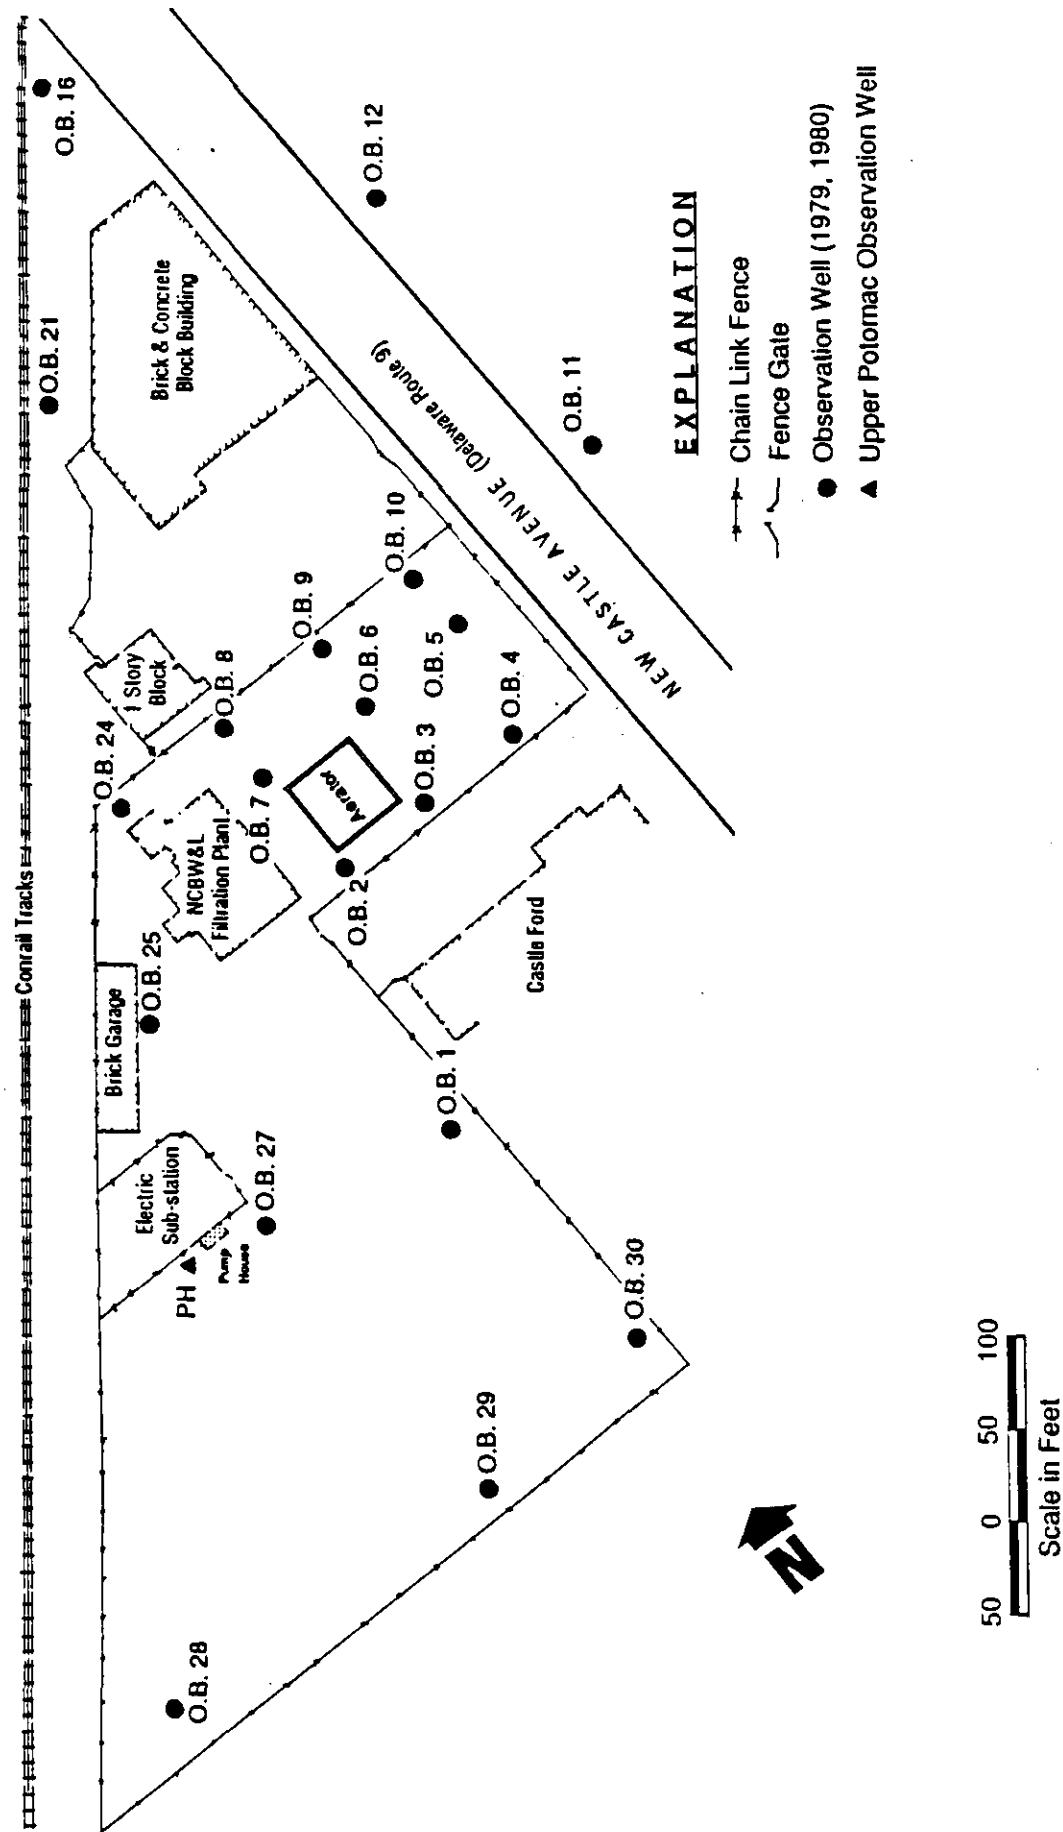 Conrail Tracks
O.B. 28
O.B. 29
O.B. 30
PH
Pump
House
Electric
Sub-station
O.B. 27
Brick Garage
O.B. 25
O.B. 1
NCBW&L
Filtration Plant
O.B. 24
O.B. 2
O.B. 7
Aerator
O.B. 3
Castle Ford
1 Story
Block
O.B. 8
O.B. 9
O.B. 6
O.B. 5
O.B. 4
O.B. 10
O.B. 21
Brick & Concrete
Block Building
O.B. 16
NEW CASTLE AVENUE (Delaware Route 9)
O.B. 11
O.B. 12
EXPLANATION
Chain Link Fence
Fence Gate
Observation Well (1979, 1980)
Upper Potomac Observation Well
N
50 0 50 100
Scale in Feet